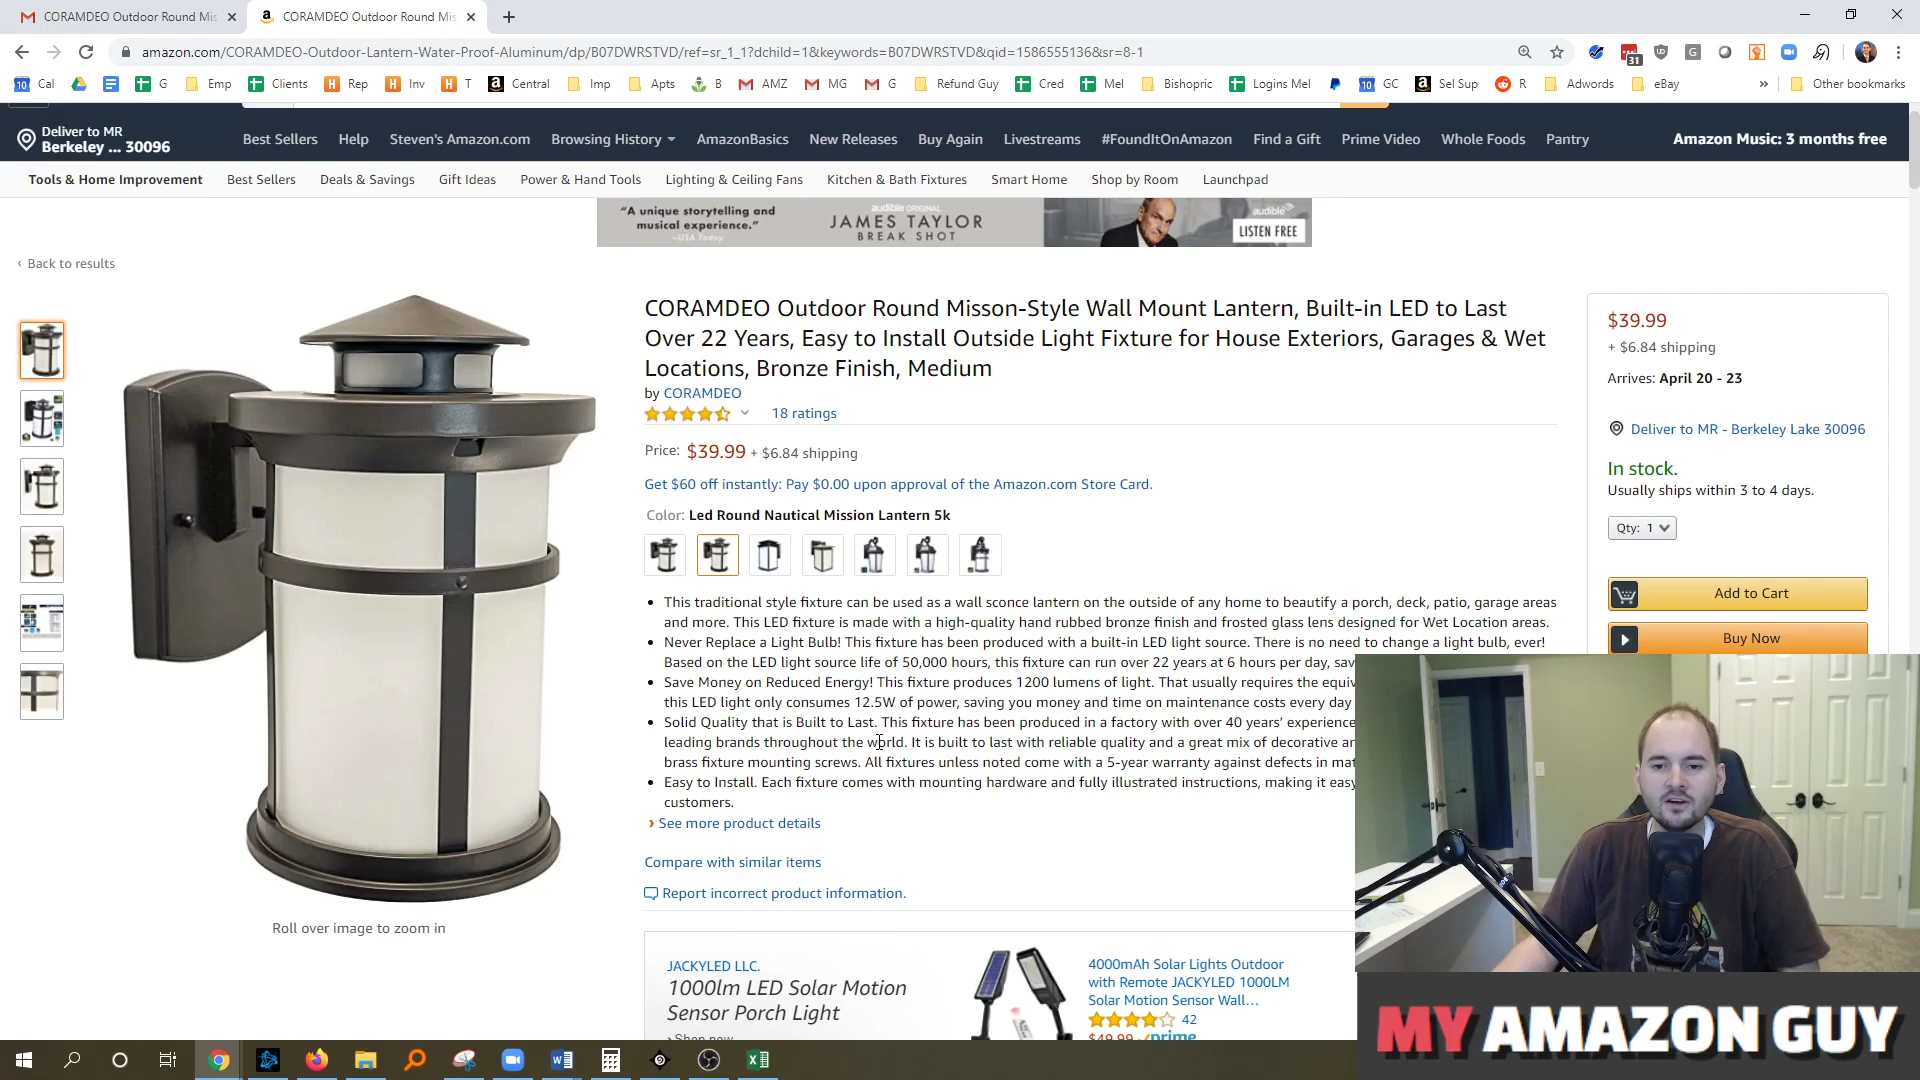 CORAMDEO Outdoor Round Mis
CORAMDEO Outdoor Round Mis
amazon.com/CORAMDEO-Outdoor-Lantern-Water-Proof-Aluminum/dp/B07DWRSTVD/ref=sr_1_1?dchild=1&keywords=B07DWRSTVD&qid=1586555136&sr=8-1
Cal G Emp Clients Rep Inv T Central Imp Apts B AMZ MG G Refund Guy Cred Mel Bishopric Logins Mel GC Sel Sup R Adwords eBay » Other bookmarks
Deliver to MR
Berkeley ... 30096
Best Sellers Help Steven's Amazon.com Browsing History AmazonBasics New Releases Buy Again Livestreams #FoundItOnAmazon Find a Gift Prime Video Whole Foods Pantry
Amazon Music: 3 months free
Tools & Home Improvement Best Sellers Deals & Savings Gift Ideas Power & Hand Tools Lighting & Ceiling Fans Kitchen & Bath Fixtures Smart Home Shop by Room Launchpad
"A unique storytelling and
musical experience."
–USA Today
audible ORIGINAL
JAMES TAYLOR
BREAK SHOT
audible
LISTEN FREE
‹ Back to results
CORAMDEO Outdoor Round Misson-Style Wall Mount Lantern, Built-in LED to Last
Over 22 Years, Easy to Install Outside Light Fixture for House Exteriors, Garages & Wet
Locations, Bronze Finish, Medium
by CORAMDEO
18 ratings
Price: $39.99 + $6.84 shipping
Get $60 off instantly: Pay $0.00 upon approval of the Amazon.com Store Card.
Color: Led Round Nautical Mission Lantern 5k
• This traditional style fixture can be used as a wall sconce lantern on the outside of any home to beautify a porch, deck, patio, garage areas
and more. This LED fixture is made with a high-quality hand rubbed bronze finish and frosted glass lens designed for Wet Location areas.
• Never Replace a Light Bulb! This fixture has been produced with a built-in LED light source. There is no need to change a light bulb, ever!
Based on the LED light source life of 50,000 hours, this fixture can run over 22 years at 6 hours per day, sav
• Save Money on Reduced Energy! This fixture produces 1200 lumens of light. That usually requires the equiv
this LED light only consumes 12.5W of power, saving you money and time on maintenance costs every day
• Solid Quality that is Built to Last. This fixture has been produced in a factory with over 40 years' experience
leading brands throughout the world. It is built to last with reliable quality and a great mix of decorative an
brass fixture mounting screws. All fixtures unless noted come with a 5-year warranty against defects in mat
• Easy to Install. Each fixture comes with mounting hardware and fully illustrated instructions, making it easy
customers.
› See more product details
Compare with similar items
Report incorrect product information.
Roll over image to zoom in
JACKYLED LLC.
1000lm LED Solar Motion
Sensor Porch Light
› Shop now
4000mAh Solar Lights Outdoor
with Remote JACKYLED 1000LM
Solar Motion Sensor Wall...
42
$49.99 prime
$39.99
+ $6.84 shipping
Arrives: April 20 - 23
Deliver to MR - Berkeley Lake 30096
In stock.
Usually ships within 3 to 4 days.
Qty: 1
Add to Cart
Buy Now
MY AMAZON GUY